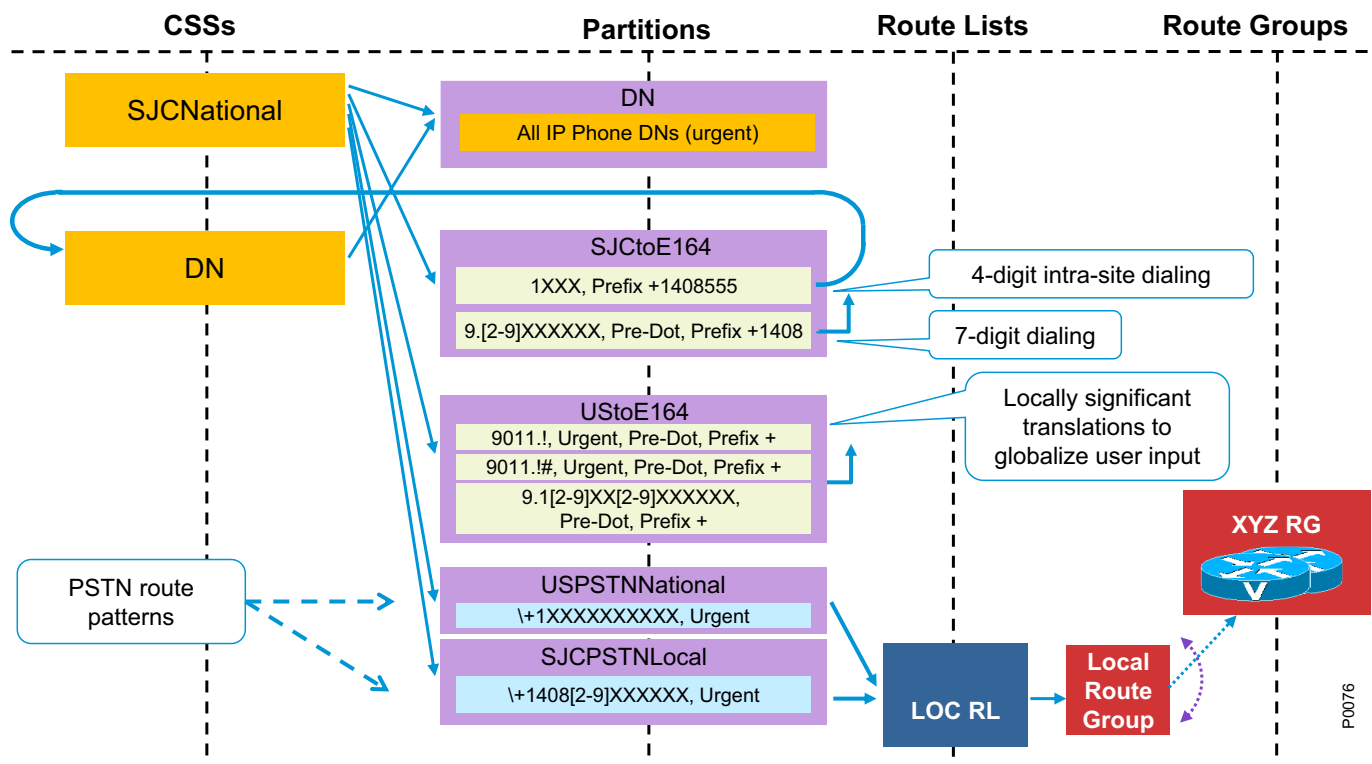 CSSs
Partitions
Route Lists
Route Groups
SJCNational
DN
DN
All IP Phone DNs (urgent)
SJCtoE164
1XXX, Prefix +1408555
9.[2-9]XXXXXX, Pre-Dot, Prefix +1408
4-digit intra-site dialing
7-digit dialing
UStoE164
9011.!, Urgent, Pre-Dot, Prefix +
9011.!#, Urgent, Pre-Dot, Prefix +
9.1[2-9]XX[2-9]XXXXXX,
Pre-Dot, Prefix +
Locally significant
translations to
globalize user input
PSTN route
patterns
USPSTNNational
\+1XXXXXXXXXX, Urgent
SJCPSTNLocal
\+1408[2-9]XXXXXX, Urgent
LOC RL
Local
Route
Group
XYZ RG
V
P0076